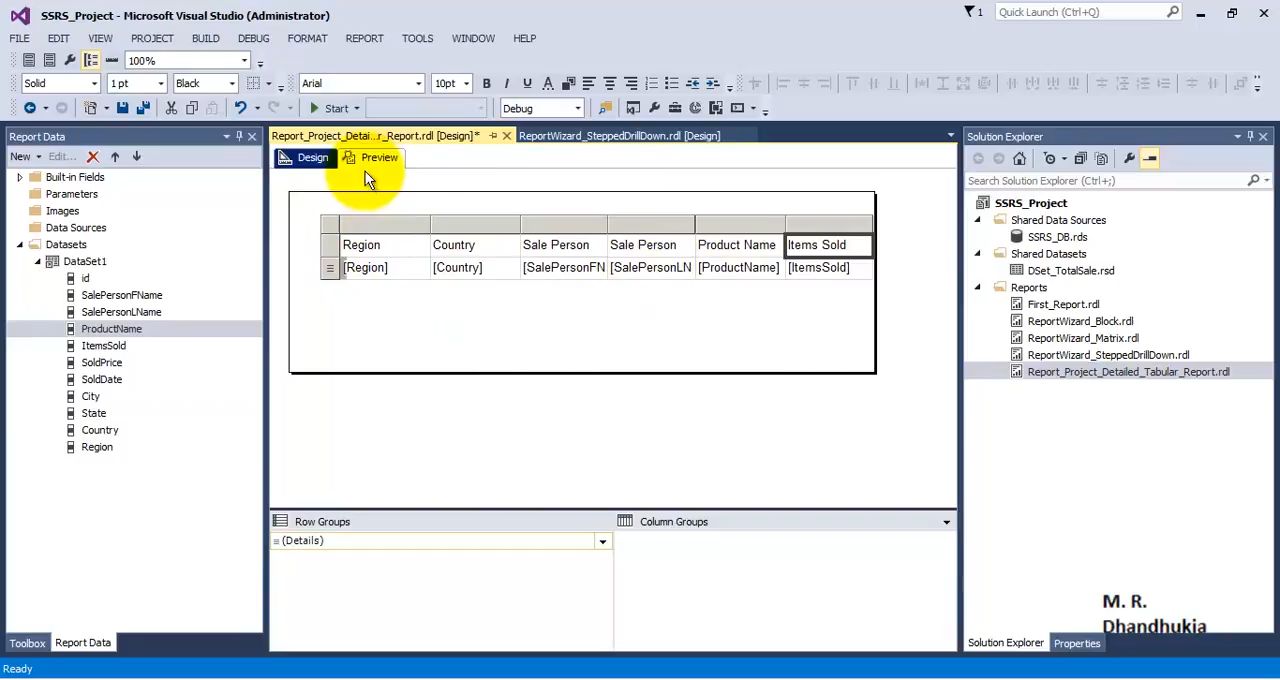 SSRS_Project - Microsoft Visual Studio (Administrator)
1
Quick Launch (Ctrl+Q)
FILE EDIT VIEW PROJECT BUILD DEBUG FORMAT REPORT TOOLS WINDOW HELP
100%
Solid 1 pt Black Arial 10pt B I U A
Start Debug
Report Data
Report_Project_Detai...r_Report.rdl [Design]*
ReportWizard_SteppedDrillDown.rdl [Design]
Solution Explorer
New Edit...
Design Preview
Search Solution Explorer (Ctrl+;)
Built-in Fields
Parameters
Images
Data Sources
Datasets
DataSet1
id
SalePersonFName
SalePersonLName
ProductName
ItemsSold
SoldPrice
SoldDate
City
State
Country
Region
Region Country Sale Person Sale Person Product Name Items Sold
[Region] [Country] [SalePersonFN [SalePersonLN [ProductName] [ItemsSold]
SSRS_Project
Shared Data Sources
SSRS_DB.rds
Shared Datasets
DSet_TotalSale.rsd
Reports
First_Report.rdl
ReportWizard_Block.rdl
ReportWizard_Matrix.rdl
ReportWizard_SteppedDrillDown.rdl
Report_Project_Detailed_Tabular_Report.rdl
Row Groups
Column Groups
(Details)
M. R.
Dhandhukia
Toolbox Report Data
Solution Explorer Properties
Ready